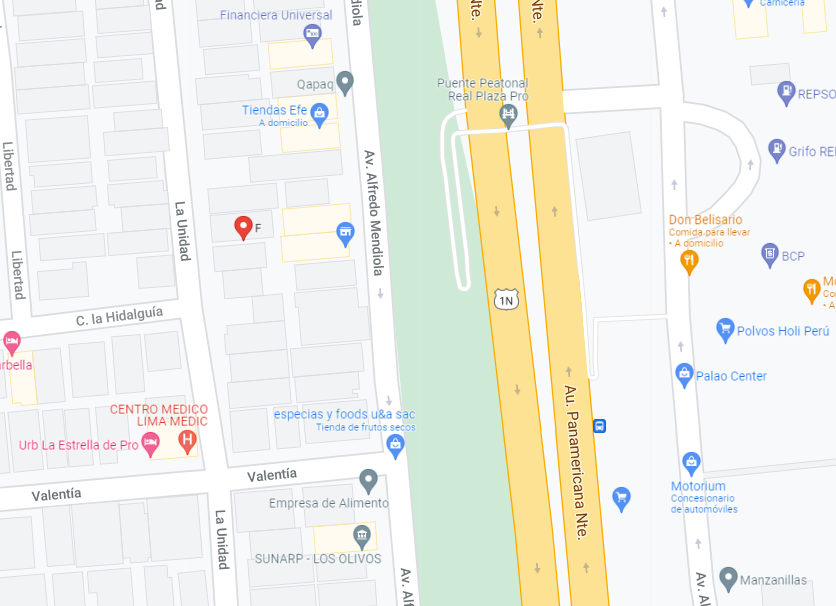 Nte.
Nte.
Carnicería
Financiera Universal
Qapaq
Puente Peatonal
Real Plaza Pro
Tiendas Efe
A domicilio
REPSO
Grifo REI
Libertad
Av. Alfredo Mendiola
La Unidad
F
Don Belisario
Comida para llevar
• A domicilio
BCP
Libertad
1N
C. la Hidalguía
Polvos Holi Perú
rbella
Palao Center
CENTRO MEDICO
LIMA MEDIC
especias y foods u&a sac
Tienda de frutos secos
Au. Panamericana Nte.
Urb La Estrella de Pro
H
Valentía
Valentía
Motorium
Concesionario
de automóviles
Empresa de Alimento
La Unidad
SUNARP - LOS OLIVOS
Manzanillas
Av. Alf
Av. Al